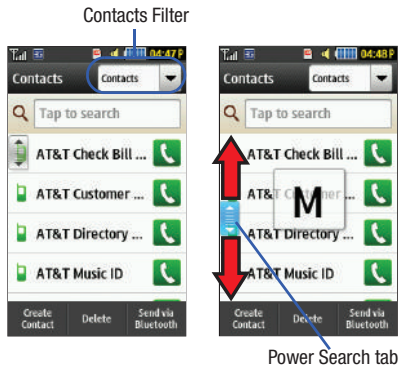 Contacts Filter
04:47 P
Contacts Contacts
Tap to search
AT&T Check Bill ...
AT&T Customer ...
AT&T Directory ...
AT&T Music ID
Create Contact Delete Send via Bluetooth
04:48 P
Contacts Contacts
Tap to search
AT&T Check Bill ...
AT&T Customer ...
M
AT&T Directory ...
AT&T Music ID
Create Contact Delete Send via Bluetooth
Power Search tab